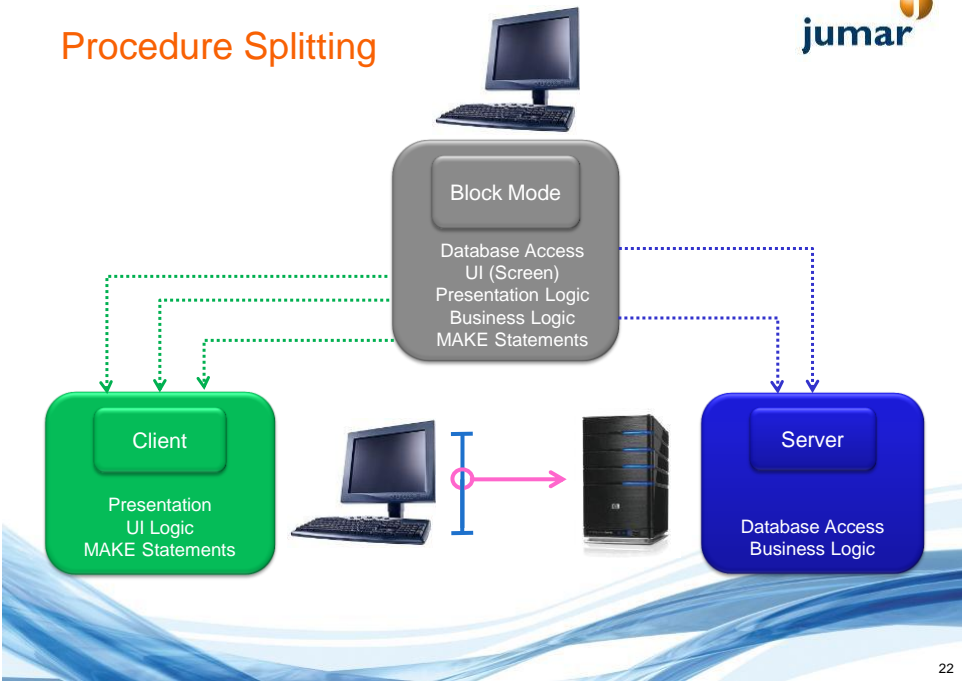 Procedure Splitting
jumar
Block Mode
Database Access
UI (Screen)
Presentation Logic
Business Logic
MAKE Statements
Client
Presentation
UI Logic
MAKE Statements
Server
Database Access
Business Logic
22